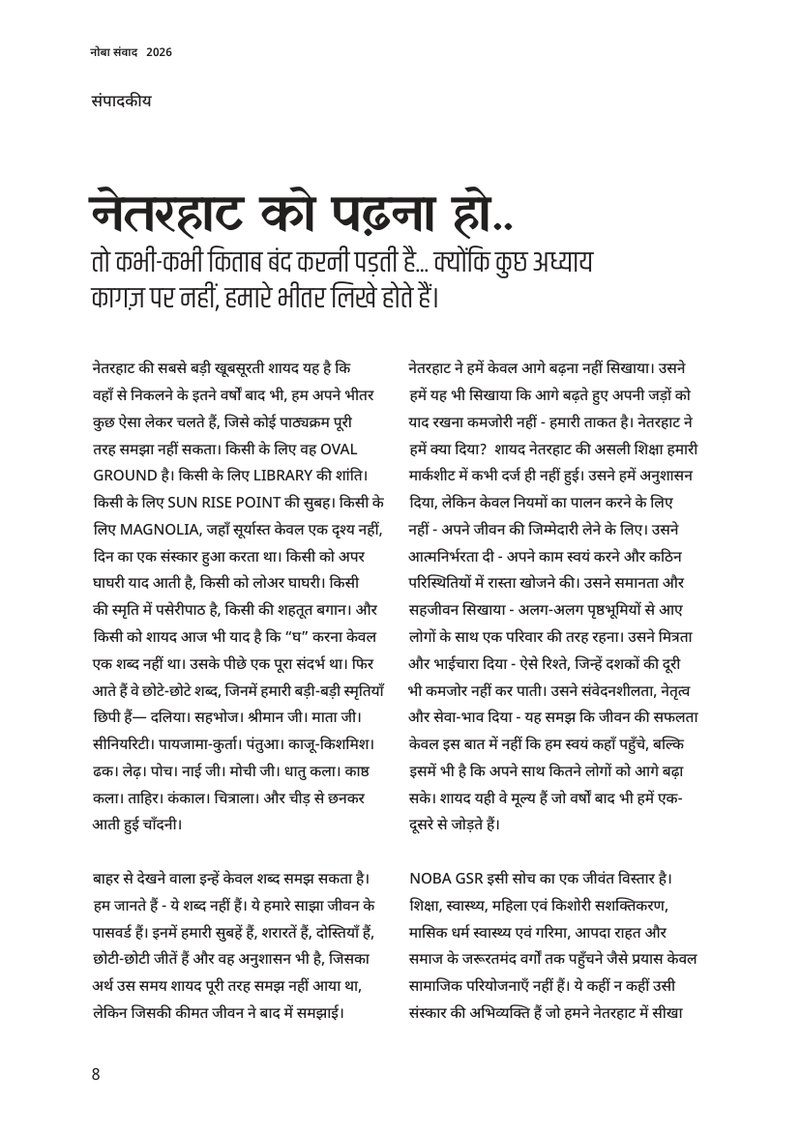 नोबा संवाद 2026
संपादकीय
नेतरहाट को पढ़ना हो..
तो कभी-कभी किताब बंद करनी पड़ती है... क्योंकि कुछ अध्याय
कागज़ पर नहीं, हमारे भीतर लिखे होते हैं।
नेतरहाट की सबसे बड़ी खूबसूरती शायद यह है कि
वहाँ से निकलने के इतने वर्षों बाद भी, हम अपने भीतर
कुछ ऐसा लेकर चलते हैं, जिसे कोई पाठ्यक्रम पूरी
तरह समझा नहीं सकता। किसी के लिए वह OVAL
GROUND है। किसी के लिए LIBRARY की शांति।
किसी के लिए SUN RISE POINT की सुबह। किसी के
लिए MAGNOLIA, जहाँ सूर्यास्त केवल एक दृश्य नहीं,
दिन का एक संस्कार हुआ करता था। किसी को अपर
घाघरी याद आती है, किसी को लोअर घाघरी। किसी
की स्मृति में पसेरीपाठ है, किसी की शहतूत बगान। और
किसी को शायद आज भी याद है कि “घ” करना केवल
एक शब्द नहीं था। उसके पीछे एक पूरा संदर्भ था। फिर
आते हैं वे छोटे-छोटे शब्द, जिनमें हमारी बड़ी-बड़ी स्मृतियाँ
छिपी हैं— दलिया। सहभोज। श्रीमान जी। माता जी।
सीनियरिटी। पायजामा-कुर्ता। पंतुआ। काजू-किशमिश।
ढक। लेढ़। पोच। नाई जी। मोची जी। धातु कला। काष्ठ
कला। ताहिर। कंकाल। चित्राला। और चीड़ से छनकर
आती हुई चाँदनी।
बाहर से देखने वाला इन्हें केवल शब्द समझ सकता है।
हम जानते हैं - ये शब्द नहीं हैं। ये हमारे साझा जीवन के
पासवर्ड हैं। इनमें हमारी सुबहें हैं, शरारतें हैं, दोस्तियाँ हैं,
छोटी-छोटी जीतें हैं और वह अनुशासन भी है, जिसका
अर्थ उस समय शायद पूरी तरह समझ नहीं आया था,
लेकिन जिसकी कीमत जीवन ने बाद में समझाई।
नेतरहाट ने हमें केवल आगे बढ़ना नहीं सिखाया। उसने
हमें यह भी सिखाया कि आगे बढ़ते हुए अपनी जड़ों को
याद रखना कमजोरी नहीं - हमारी ताकत है। नेतरहाट ने
हमें क्या दिया? शायद नेतरहाट की असली शिक्षा हमारी
मार्कशीट में कभी दर्ज ही नहीं हुई। उसने हमें अनुशासन
दिया, लेकिन केवल नियमों का पालन करने के लिए
नहीं - अपने जीवन की जिम्मेदारी लेने के लिए। उसने
आत्मनिर्भरता दी - अपने काम स्वयं करने और कठिन
परिस्थितियों में रास्ता खोजने की। उसने समानता और
सहजीवन सिखाया - अलग-अलग पृष्ठभूमियों से आए
लोगों के साथ एक परिवार की तरह रहना। उसने मित्रता
और भाईचारा दिया - ऐसे रिश्ते, जिन्हें दशकों की दूरी
भी कमजोर नहीं कर पाती। उसने संवेदनशीलता, नेतृत्व
और सेवा-भाव दिया - यह समझ कि जीवन की सफलता
केवल इस बात में नहीं कि हम स्वयं कहाँ पहुँचे, बल्कि
इसमें भी है कि अपने साथ कितने लोगों को आगे बढ़ा
सके। शायद यही वे मूल्य हैं जो वर्षों बाद भी हमें एक-
दूसरे से जोड़ते हैं।
NOBA GSR इसी सोच का एक जीवंत विस्तार है।
शिक्षा, स्वास्थ्य, महिला एवं किशोरी सशक्तिकरण,
मासिक धर्म स्वास्थ्य एवं गरिमा, आपदा राहत और
समाज के जरूरतमंद वर्गों तक पहुँचने जैसे प्रयास केवल
सामाजिक परियोजनाएँ नहीं हैं। ये कहीं न कहीं उसी
संस्कार की अभिव्यक्ति हैं जो हमने नेतरहाट में सीखा
8